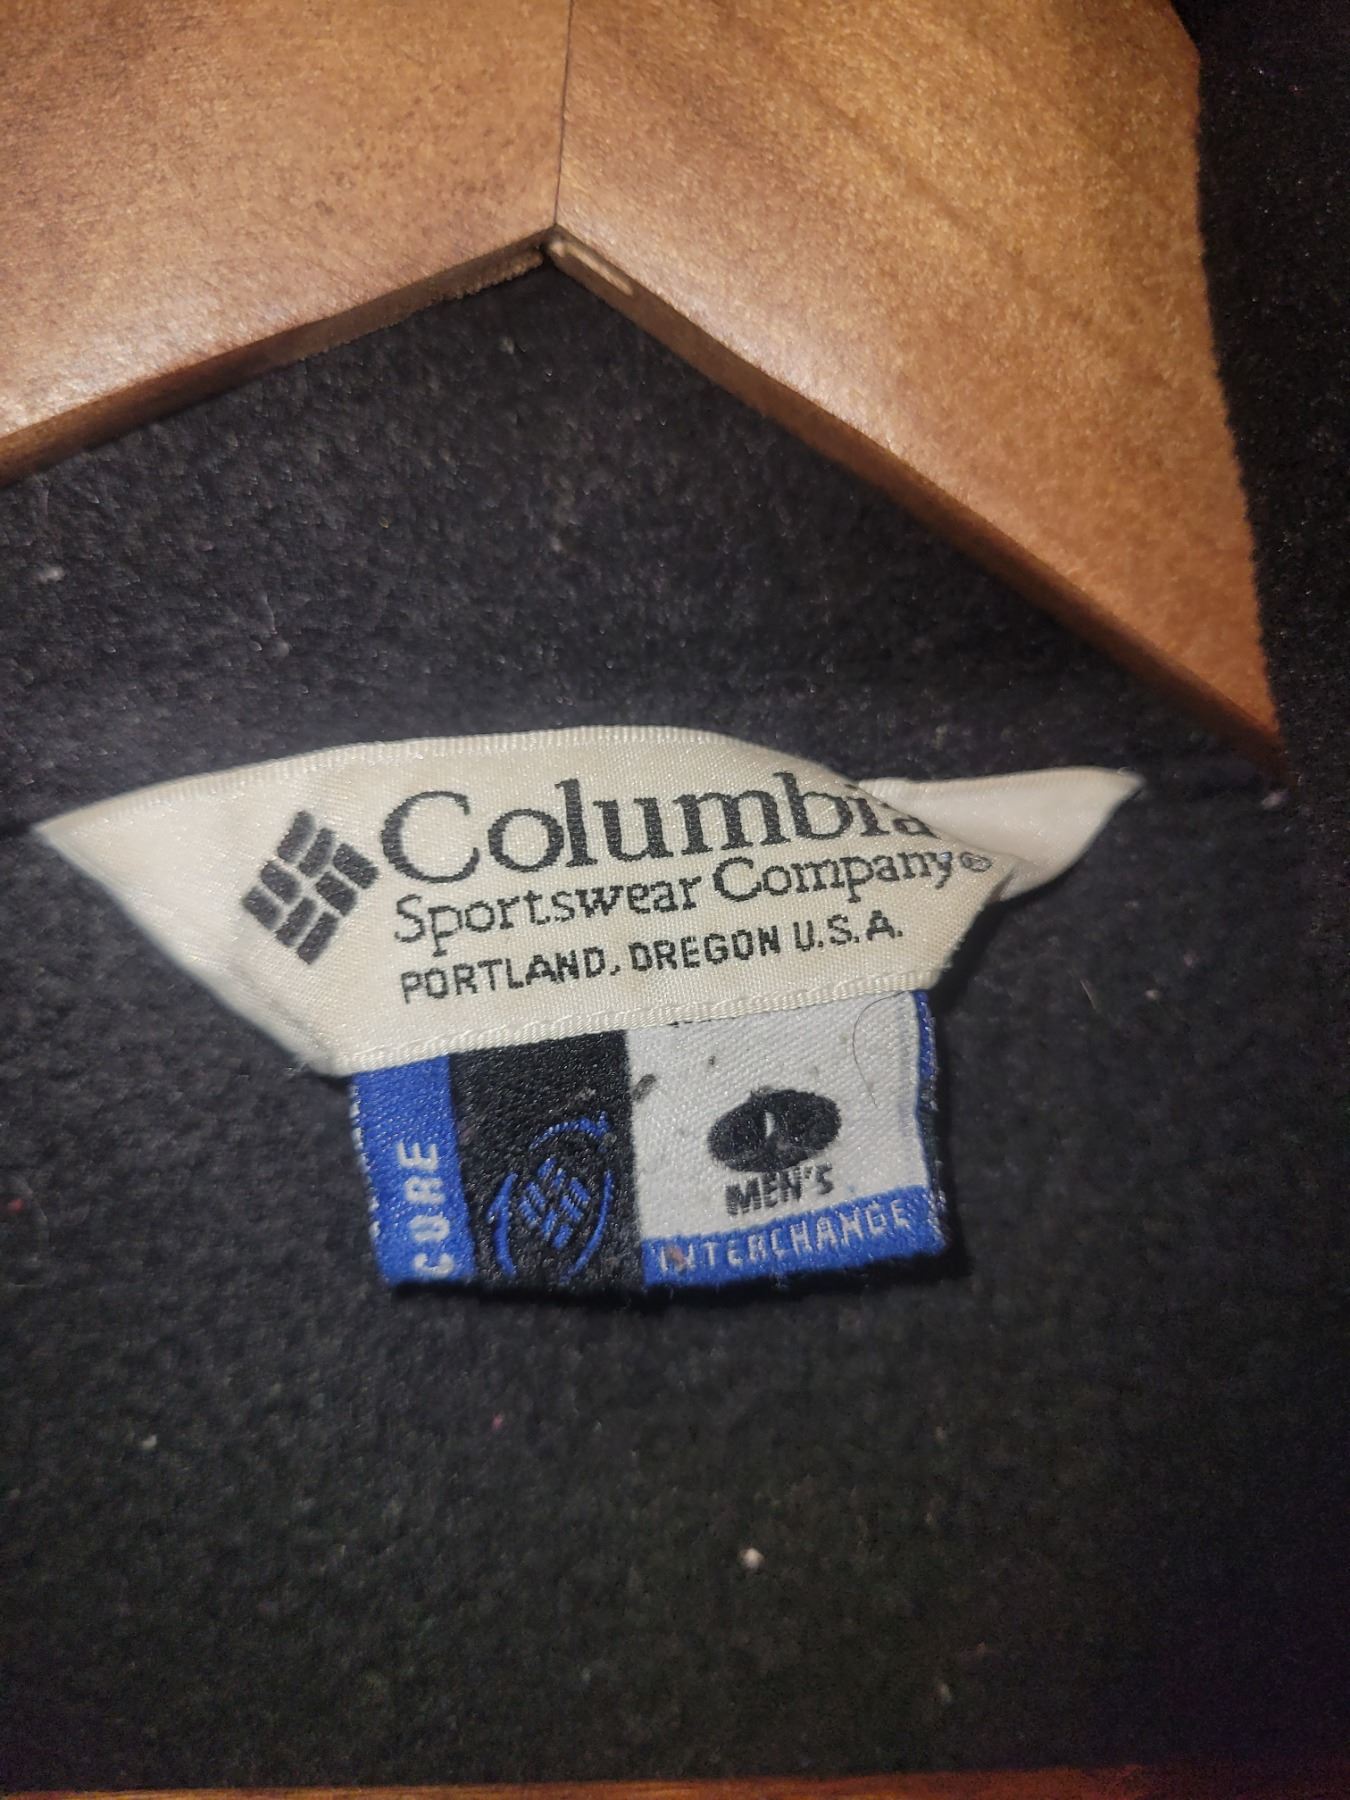 Columbia
Sportswear Company®
PORTLAND, OREGON U.S.A.
CORE
MEN'S
INTERCHANGE